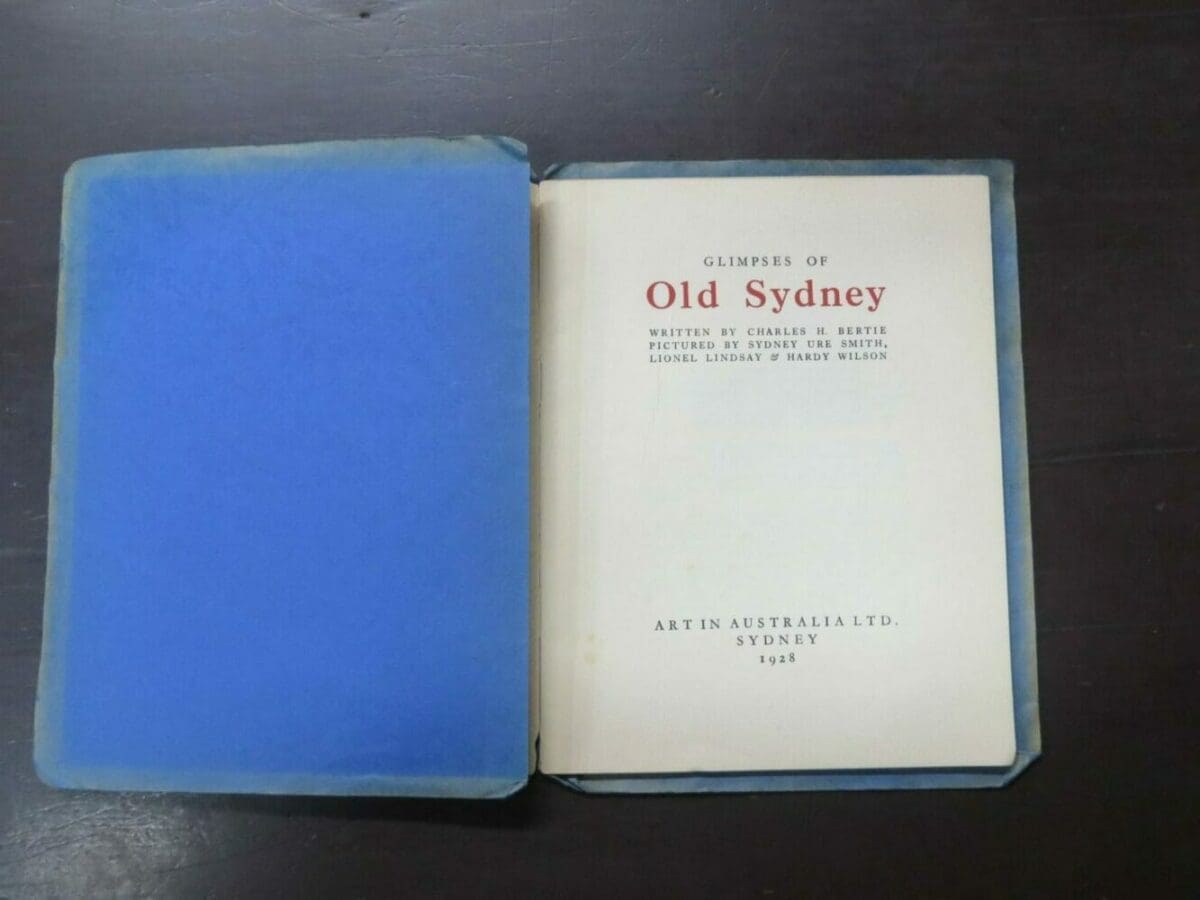 GLIMPSES OF
Old Sydney
WRITTEN BY CHARLES H. BERTIE
PICTURED BY SYDNEY URE SMITH,
LIONEL LINDSAY & HARDY WILSON
ART IN AUSTRALIA LTD.
SYDNEY
1928